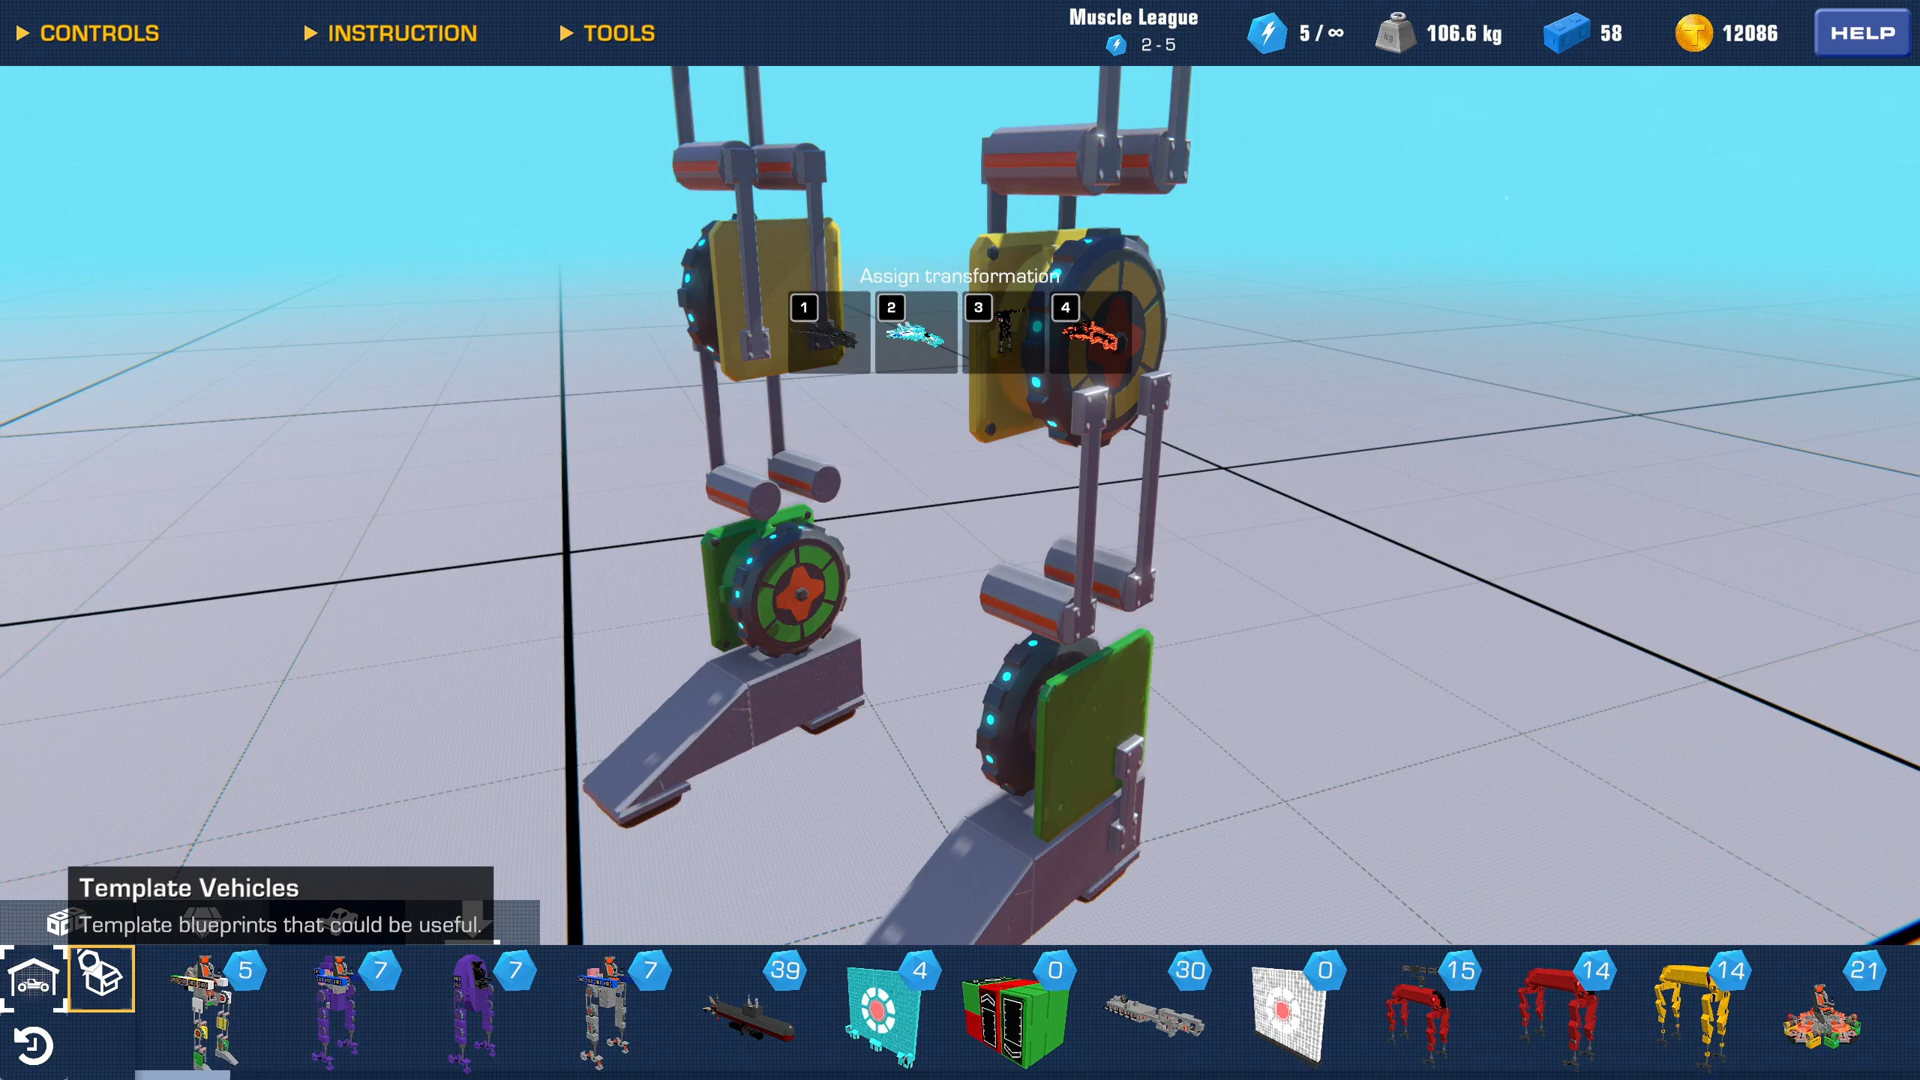 CONTROLS
INSTRUCTION
TOOLS
Muscle League
2 - 5
5 / ∞
kg
106.6 kg
58
T
12086
HELP
Assign transformation
1
2
3
4
Template Vehicles
Template blueprints that could be useful.
5
7
7
7
39
4
0
30
0
15
14
14
21